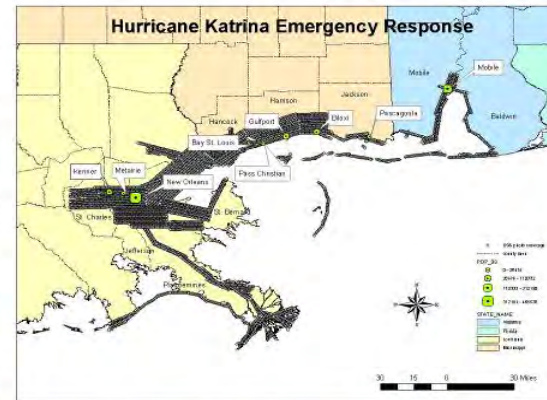 Hurricane Katrina Emergency Response
Mobile
Mobile
Jackson
Harrison
Hancock
Gulfport
Biloxi
Pascagoula
Baldwin
Bay St. Louis
Kenner
Metairie
New Orleans
Pass Christian
St. Charles
St. Bernard
Jefferson
Plaquemines
POP_98
STATE_NAME
Alabama
Florida
Louisiana
Mississippi
30 15 0 30 Miles